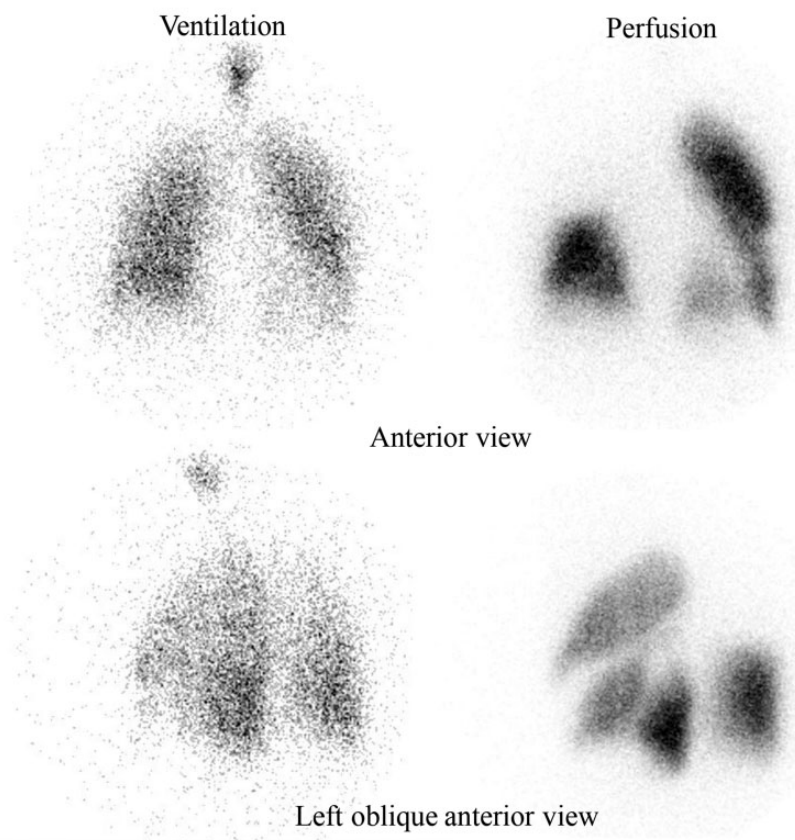 Ventilation
Perfusion
Anterior view
Left oblique anterior view